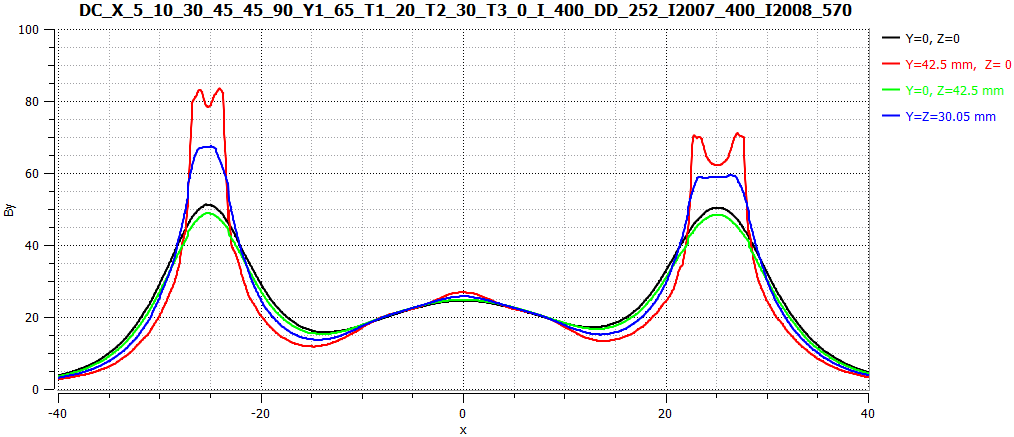 DC_X_5_10_30_45_45_90_Y1_65_T1_20_T2_30_T3_0_I_400_DD_252_I2007_400_I2008_570
100
80
60
40
20
0
By
-40
-20
0
20
40
x
Y=0, Z=0
Y=42.5 mm, Z= 0
Y=0, Z=42.5 mm
Y=Z=30.05 mm